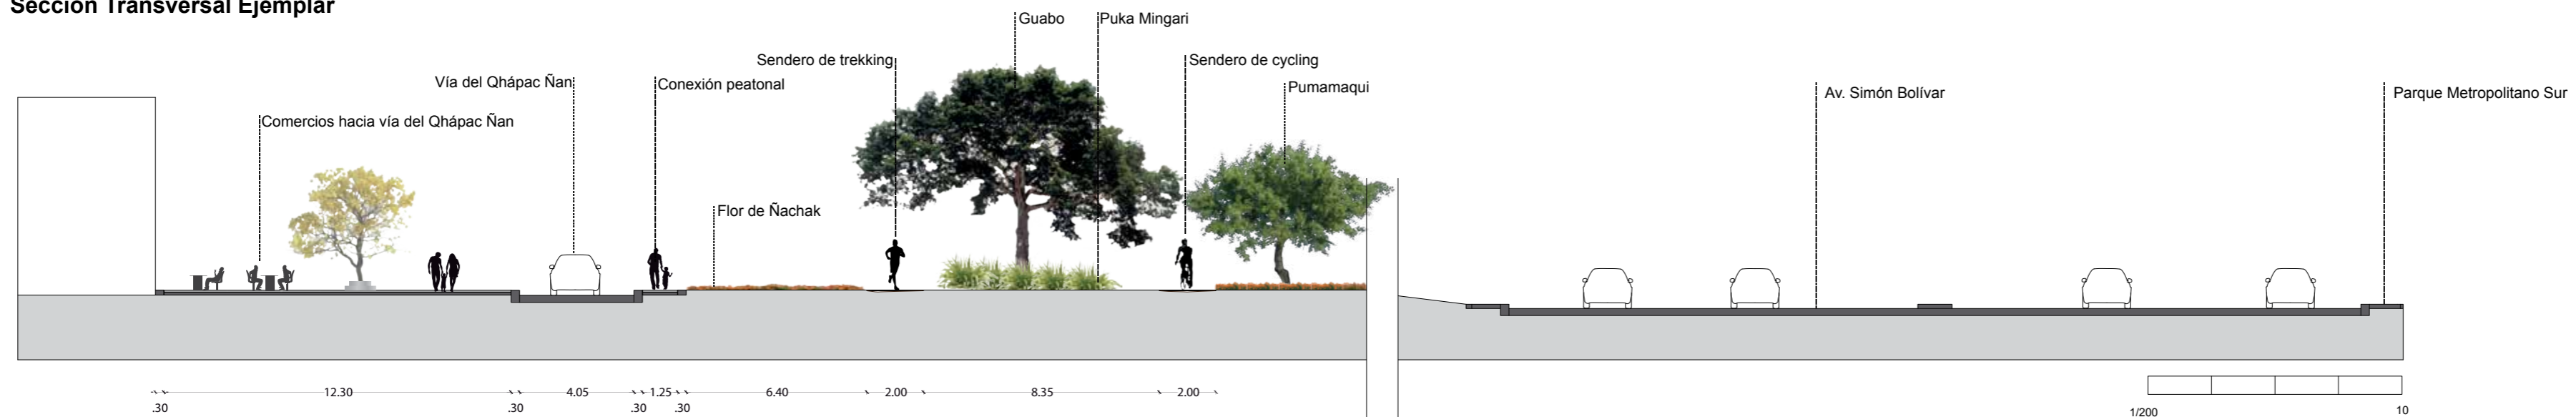 Sección Transversal Ejemplar
Guabo
Puka Mingari
Sendero de trekking
Sendero de cycling
Vía del Qhápac Ñan
Conexión peatonal
Pumamaqui
Av. Simón Bolívar
Parque Metropolitano Sur
Comercios hacia vía del Qhápac Ñan
Flor de Ñachak
.30
12.30
.30
4.05
.30
1.25
.30
6.40
2.00
8.35
2.00
1/200
10